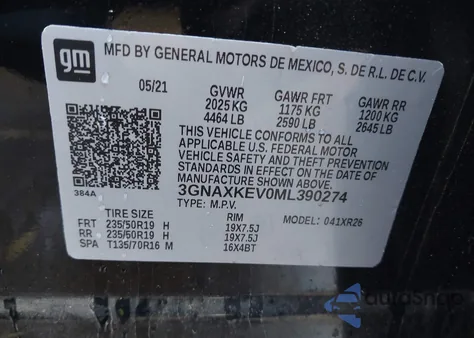 gm
MFD BY GENERAL MOTORS DE MEXICO, S. DE R.L. DE C.V.
05/21 GVWR GAWR FRT GAWR RR
2025 KG 1175 KG 1200 KG
4464 LB 2590 LB 2645 LB
THIS VEHICLE CONFORMS TO ALL
APPLICABLE U.S. FEDERAL MOTOR
VEHICLE SAFETY AND THEFT
PREVENTION STANDARDS IN EFFECT ON
THE DATE OF MANUFACTURE SHOWN ABOVE.
384A
3GNAXKEV0ML390274
TYPE: M.P.V. MODEL: 041XR26
TIRE SIZE RIM
FRT 235/50R19 H 19X7.5J
RR 235/50R19 H 19X7.5J
SPA T135/70R16 M 16X4BT